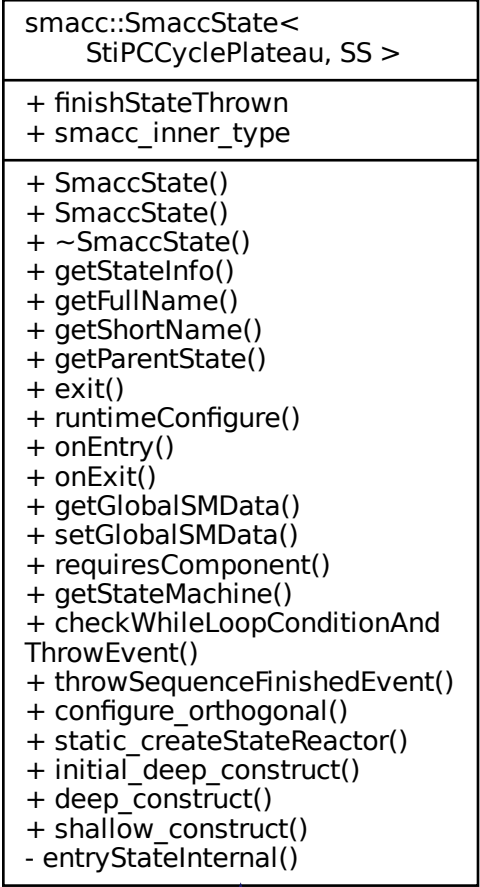 smacc::SmaccState<
StiPCCyclePlateau, SS >
+ finishStateThrown
+ smacc_inner_type
+ SmaccState()
+ SmaccState()
+ ~SmaccState()
+ getStateInfo()
+ getFullName()
+ getShortName()
+ getParentState()
+ exit()
+ runtimeConfigure()
+ onEntry()
+ onExit()
+ getGlobalSMData()
+ setGlobalSMData()
+ requiresComponent()
+ getStateMachine()
+ checkWhileLoopConditionAnd
ThrowEvent()
+ throwSequenceFinishedEvent()
+ configure_orthogonal()
+ static_createStateReactor()
+ initial_deep_construct()
+ deep_construct()
+ shallow_construct()
- entryStateInternal()